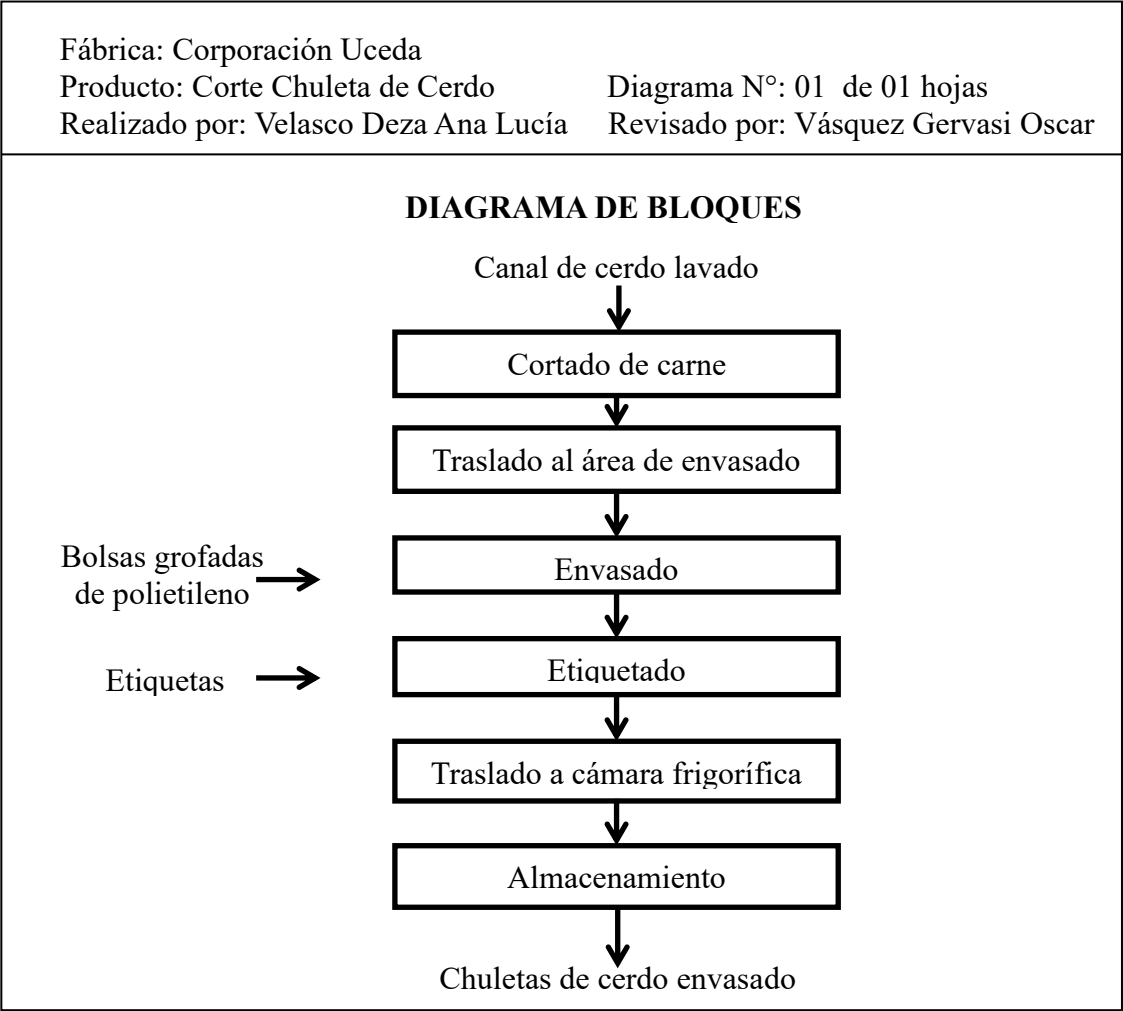 Fábrica: Corporación Uceda
Producto: Corte Chuleta de Cerdo Diagrama N°: 01 de 01 hojas
Realizado por: Velasco Deza Ana Lucía Revisado por: Vásquez Gervasi Oscar
DIAGRAMA DE BLOQUES
Canal de cerdo lavado
Cortado de carne
Traslado al área de envasado
Bolsas grofadas
de polietileno
Envasado
Etiquetas
Etiquetado
Traslado a cámara frigorífica
Almacenamiento
Chuletas de cerdo envasado